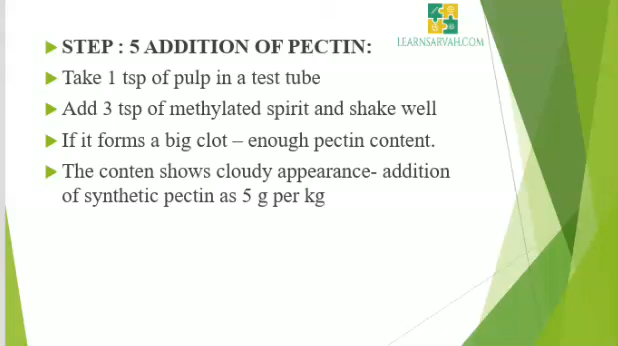 LEARNSARVAH.COM
STEP : 5 ADDITION OF PECTIN:
Take 1 tsp of pulp in a test tube
Add 3 tsp of methylated spirit and shake well
If it forms a big clot – enough pectin content.
The conten shows cloudy appearance- addition
of synthetic pectin as 5 g per kg